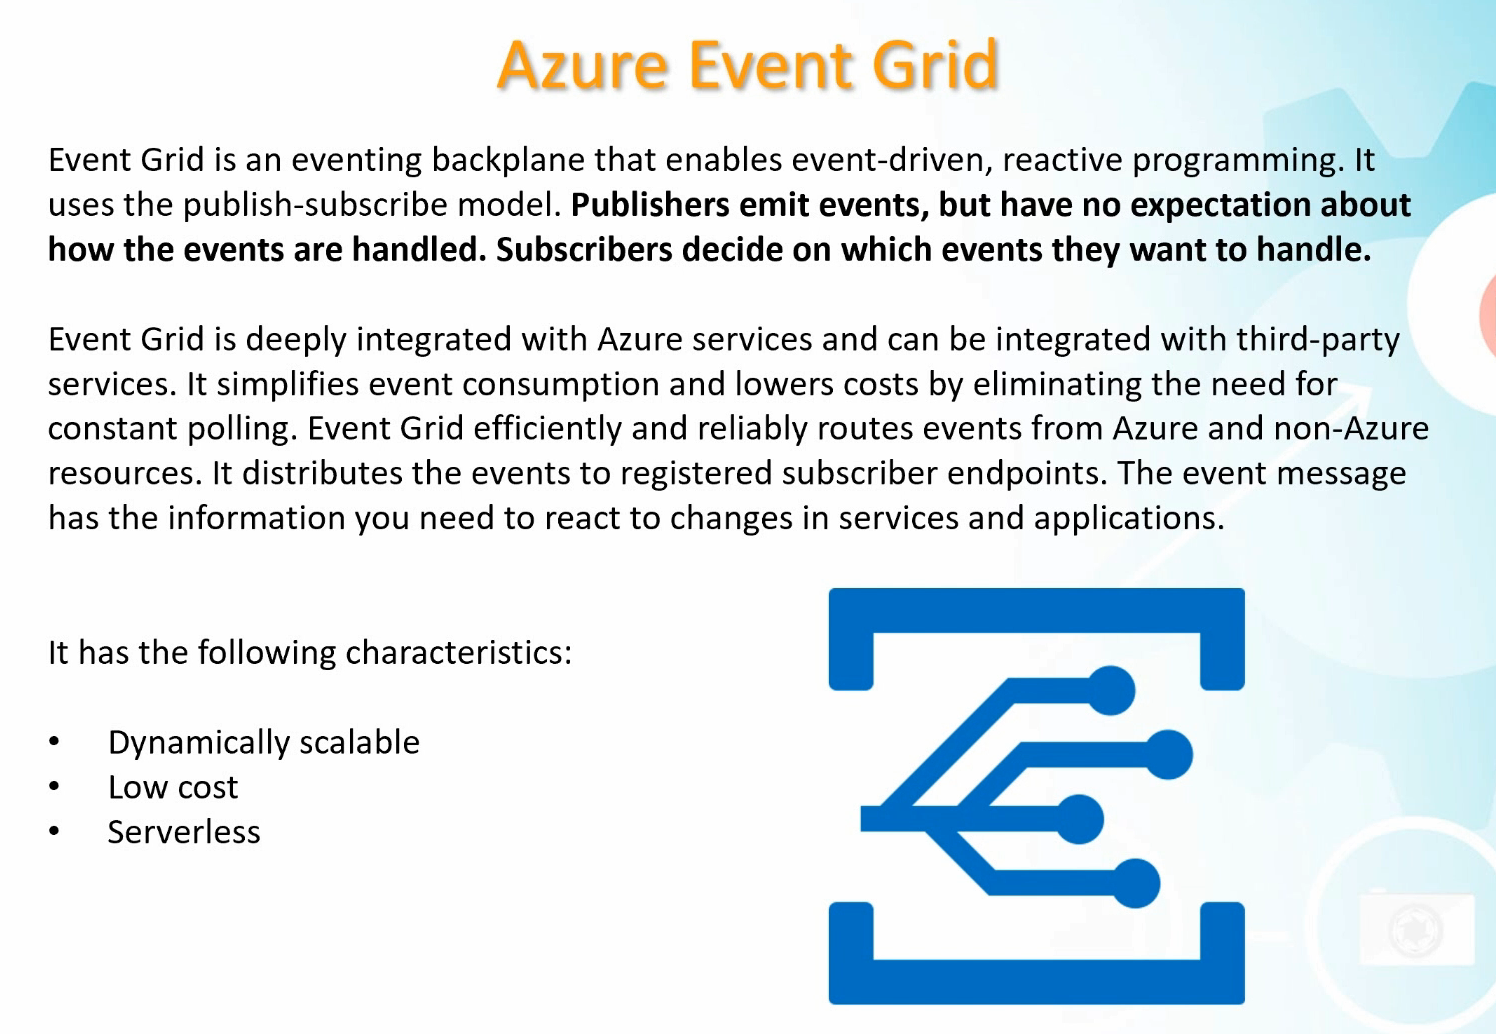 Azure Event Grid
Event Grid is an eventing backplane that enables event-driven, reactive programming. It
uses the publish-subscribe model. Publishers emit events, but have no expectation about
how the events are handled. Subscribers decide on which events they want to handle.
Event Grid is deeply integrated with Azure services and can be integrated with third-party
services. It simplifies event consumption and lowers costs by eliminating the need for
constant polling. Event Grid efficiently and reliably routes events from Azure and non-Azure
resources. It distributes the events to registered subscriber endpoints. The event message
has the information you need to react to changes in services and applications.
It has the following characteristics:
• Dynamically scalable
• Low cost
• Serverless